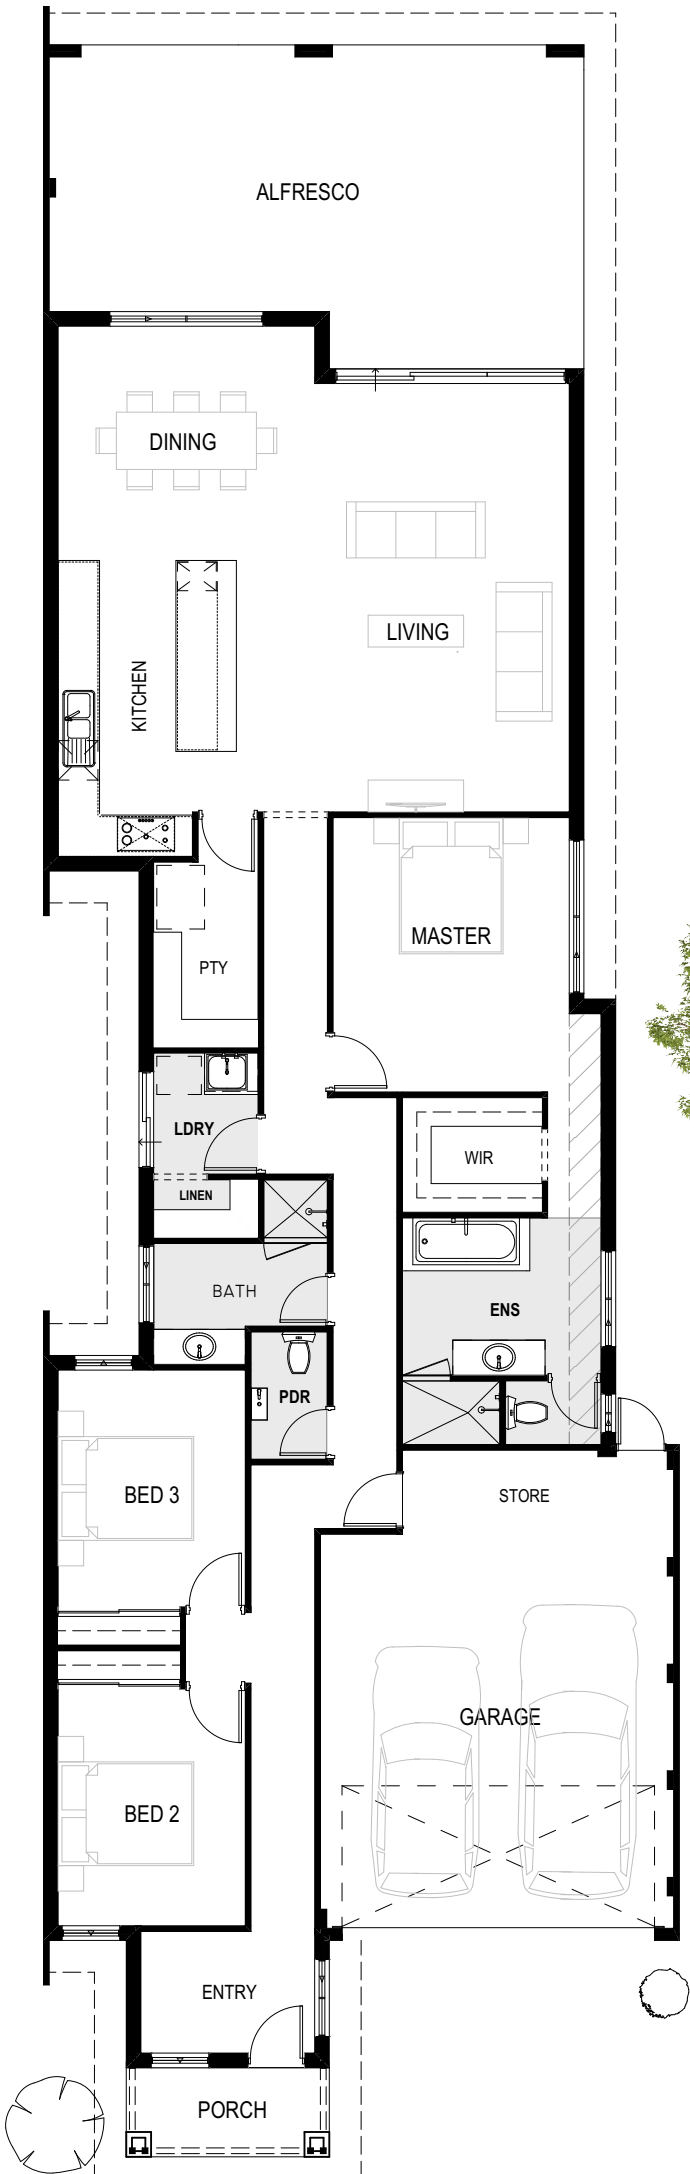 ALFRESCO
DINING
LIVING
KITCHEN
MASTER
PTY
LDRY
WIR
LINEN
BATH
ENS
PDR
BED 3
STORE
GARAGE
BED 2
ENTRY
PORCH